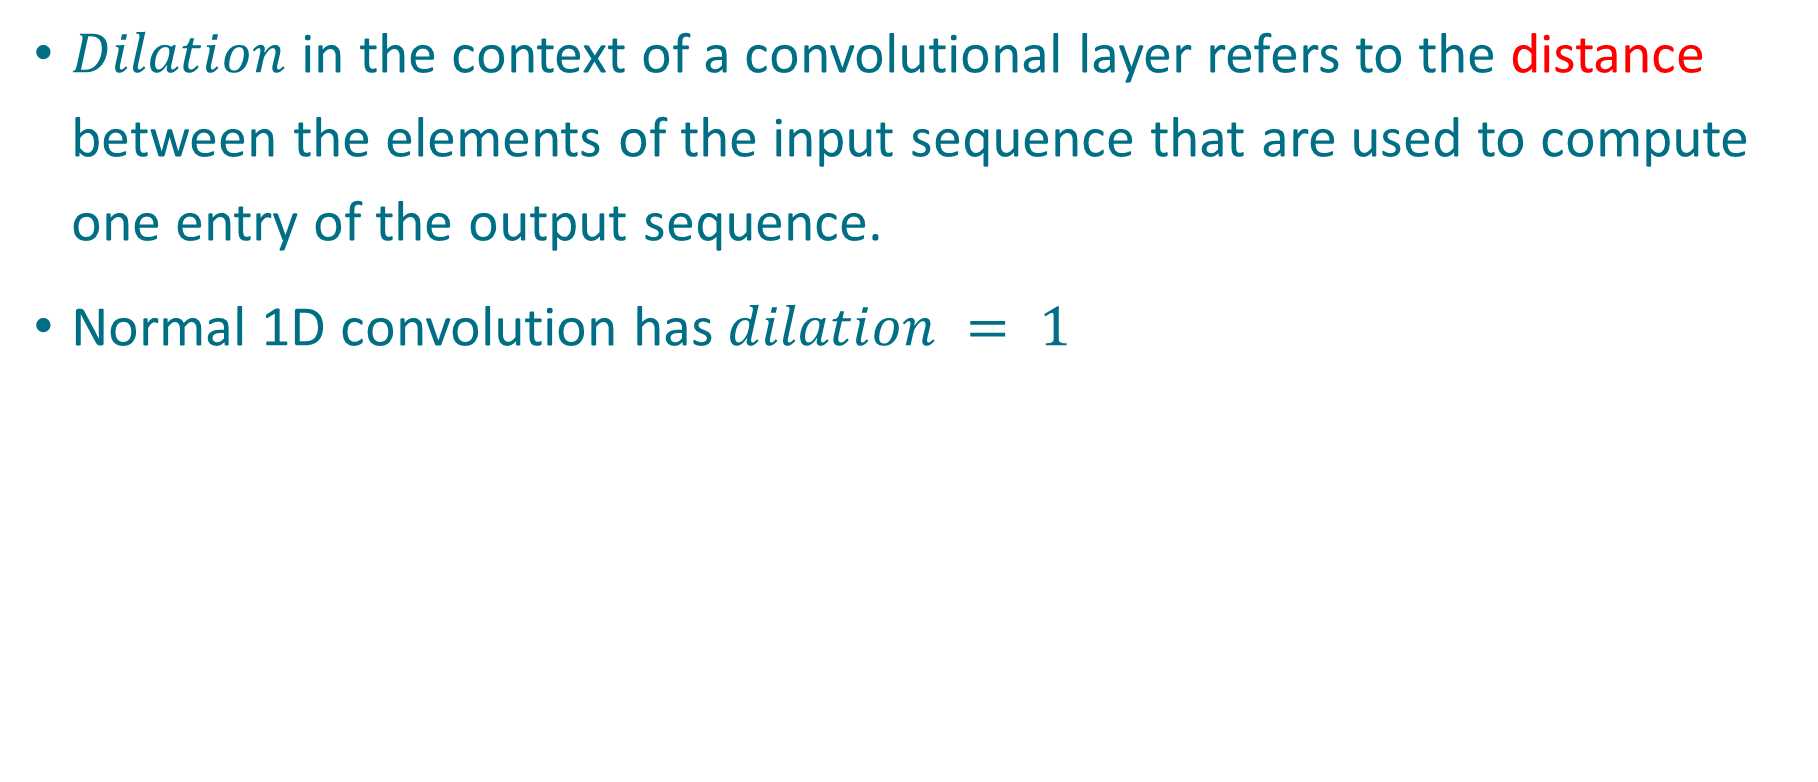 • Dilation in the context of a convolutional layer refers to the distance
between the elements of the input sequence that are used to compute
one entry of the output sequence.
• Normal 1D convolution has dilation = 1